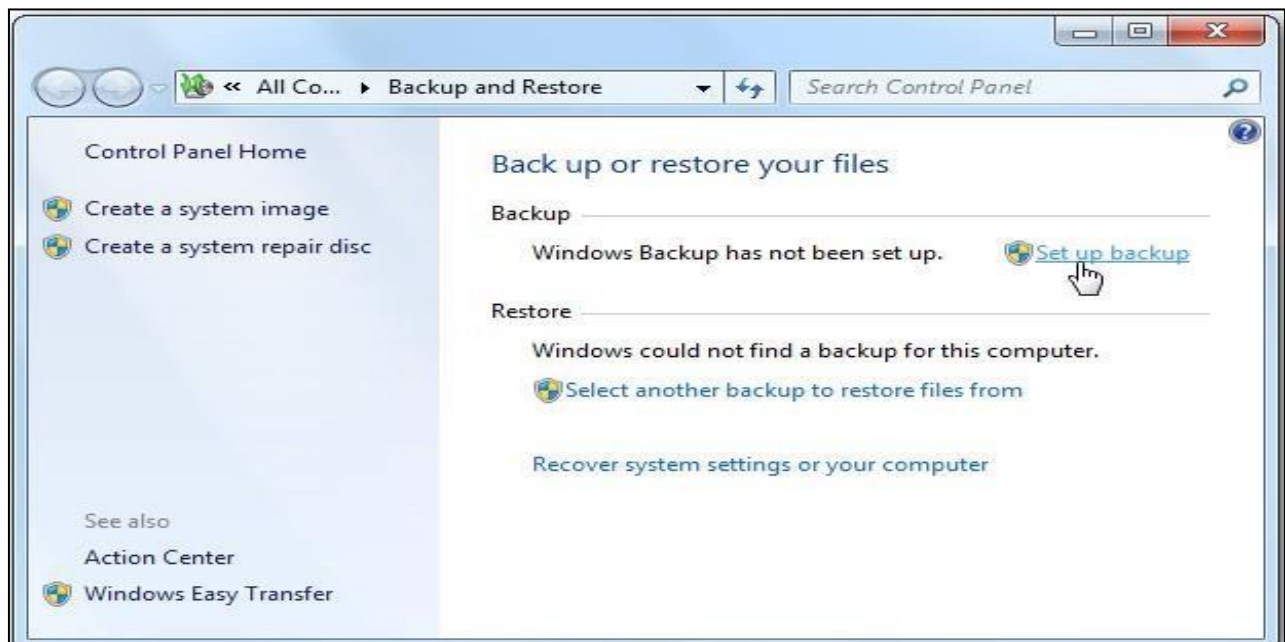 « All Co... ▸ Backup and Restore
Search Control Panel
Control Panel Home
Create a system image
Create a system repair disc
See also
Action Center
Windows Easy Transfer
Back up or restore your files
Backup
Windows Backup has not been set up. Set up backup
Restore
Windows could not find a backup for this computer.
Select another backup to restore files from
Recover system settings or your computer